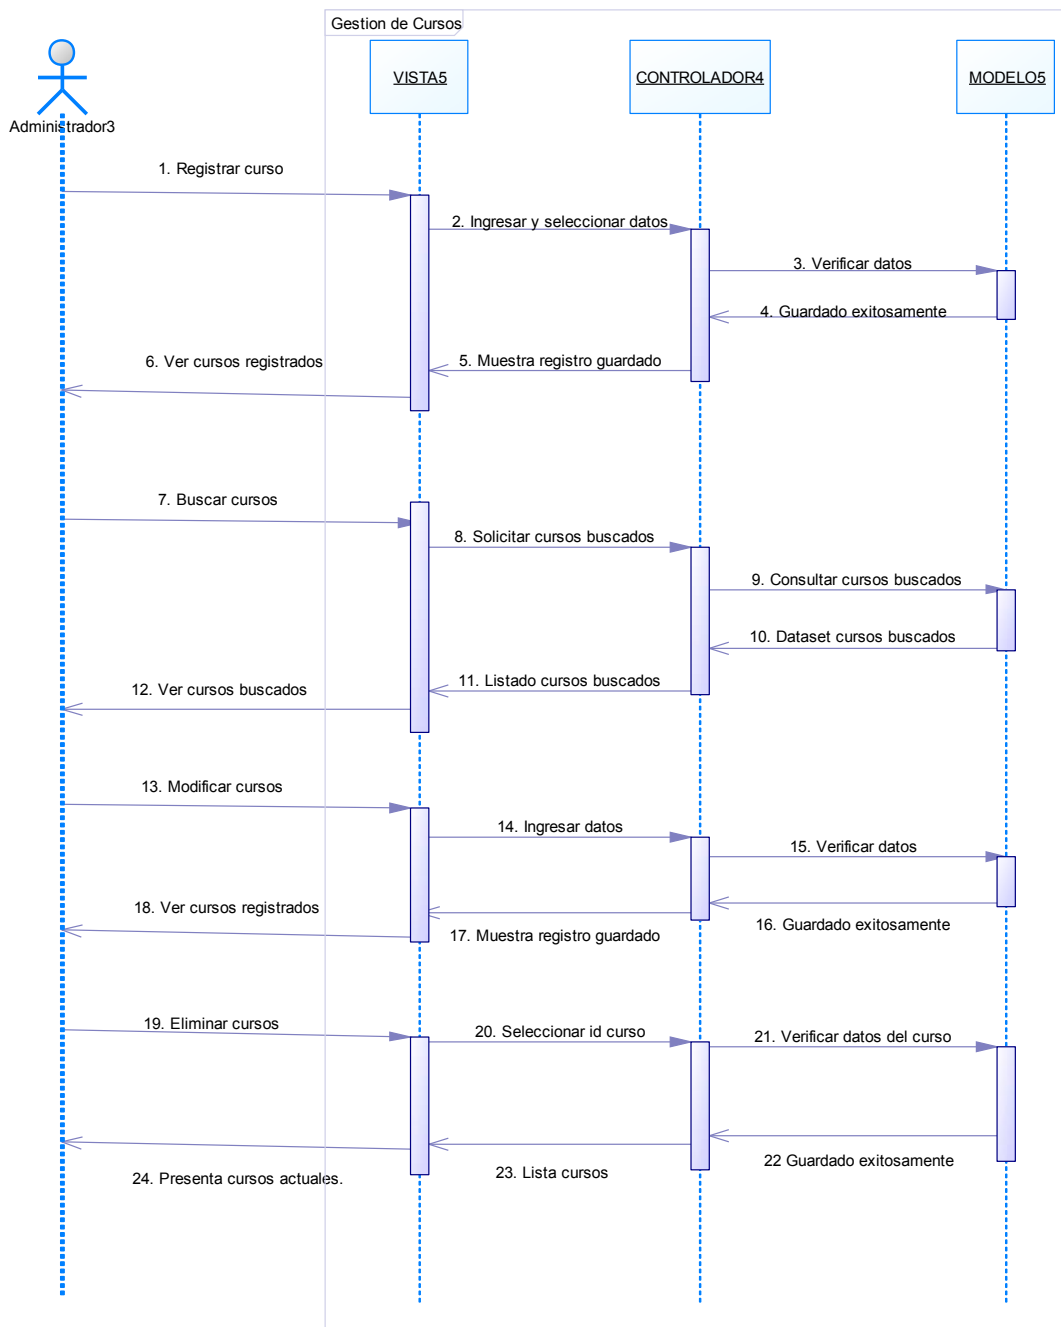 Gestion de Cursos
VISTA5
CONTROLADOR4
MODELO5
Administrador3
1. Registrar curso
2. Ingresar y seleccionar datos
3. Verificar datos
4. Guardado exitosamente
5. Muestra registro guardado
6. Ver cursos registrados
7. Buscar cursos
8. Solicitar cursos buscados
9. Consultar cursos buscados
10. Dataset cursos buscados
11. Listado cursos buscados
12. Ver cursos buscados
13. Modificar cursos
14. Ingresar datos
15. Verificar datos
16. Guardado exitosamente
17. Muestra registro guardado
18. Ver cursos registrados
19. Eliminar cursos
20. Seleccionar id curso
21. Verificar datos del curso
22 Guardado exitosamente
23. Lista cursos
24. Presenta cursos actuales.